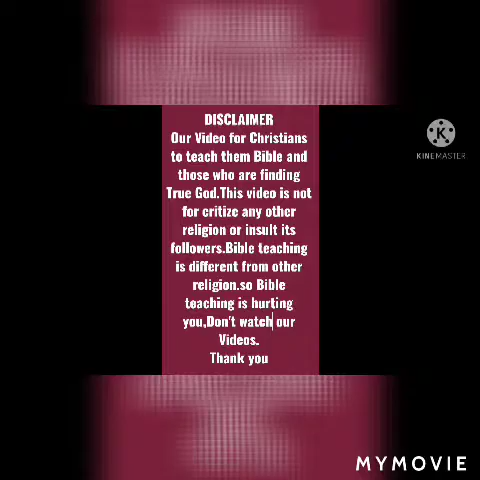 DISCLAIMER
Our Video for Christians
to teach them Bible and
those who are finding
True God.This video is not
for critize any other
religion or insult its
followers.Bible teaching
is different from other
religion.so Bible
teaching is hurting
you,Don't watch our
Videos.
Thank you
KINEMASTER
MYMOVIE